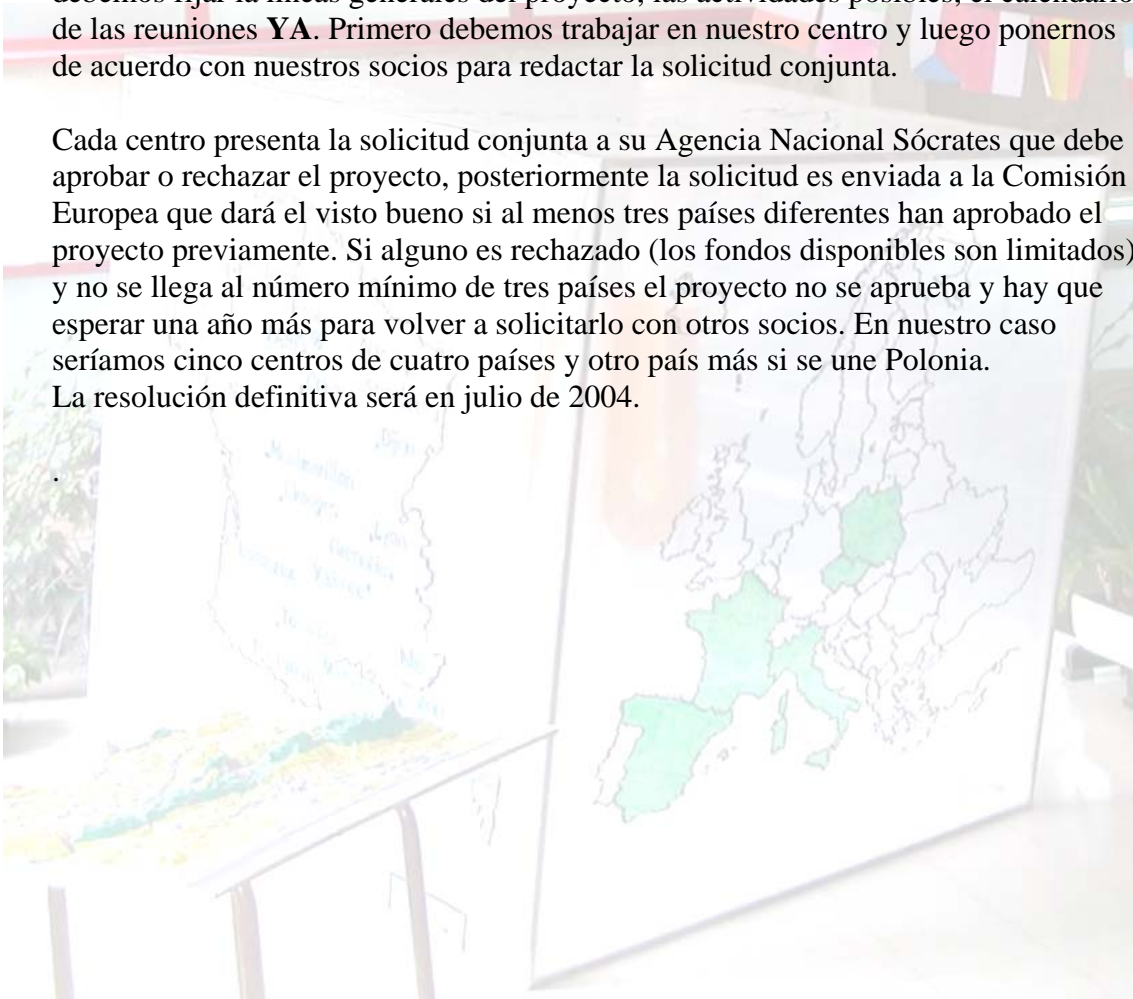 debemos fijar la líneas generales del proyecto, las actividades posibles, el calendario
de las reuniones YA. Primero debemos trabajar en nuestro centro y luego ponernos
de acuerdo con nuestros socios para redactar la solicitud conjunta.
Cada centro presenta la solicitud conjunta a su Agencia Nacional Sócrates que debe
aprobar o rechazar el proyecto, posteriormente la solicitud es enviada a la Comisión
Europea que dará el visto bueno si al menos tres países diferentes han aprobado el
proyecto previamente. Si alguno es rechazado (los fondos disponibles son limitados)
y no se llega al número mínimo de tres países el proyecto no se aprueba y hay que
esperar una año más para volver a solicitarlo con otros socios. En nuestro caso
seríamos cinco centros de cuatro países y otro país más si se une Polonia.
La resolución definitiva será en julio de 2004.
.